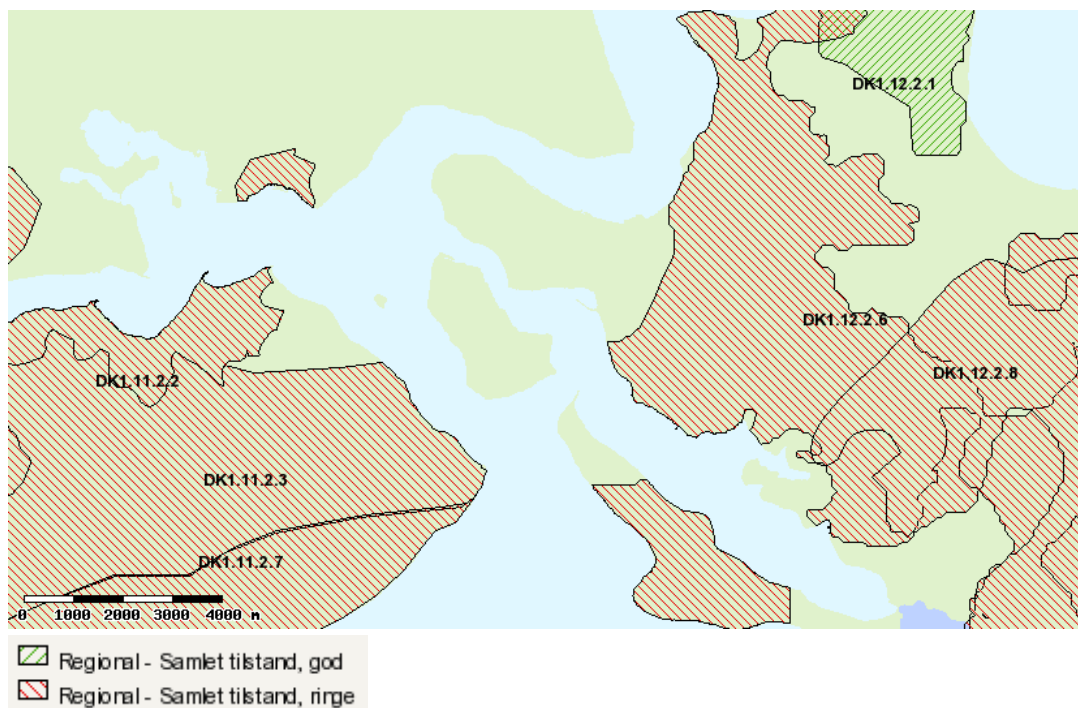 DK1.12.2.1
DK1.12.2.6
DK1.12.2.8
DK1.11.2.2
DK1.11.2.3
DK1.11.2.7
0 1000 2000 3000 4000 m
Regional - Samlet tilstand, god
Regional - Samlet tilstand, ringe